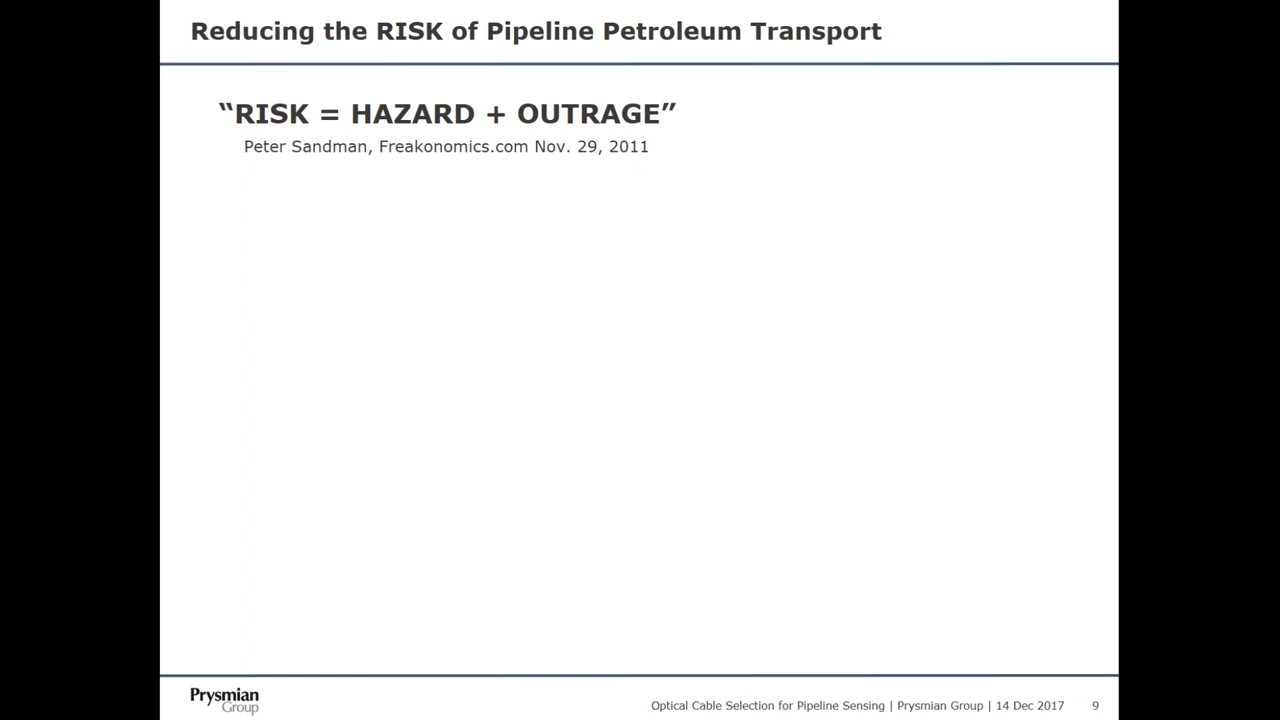 Reducing the RISK of Pipeline Petroleum Transport
“RISK = HAZARD + OUTRAGE”
Peter Sandman, Freakonomics.com Nov. 29, 2011
Prysmian
Group
Optical Cable Selection for Pipeline Sensing | Prysmian Group | 14 Dec 2017 9